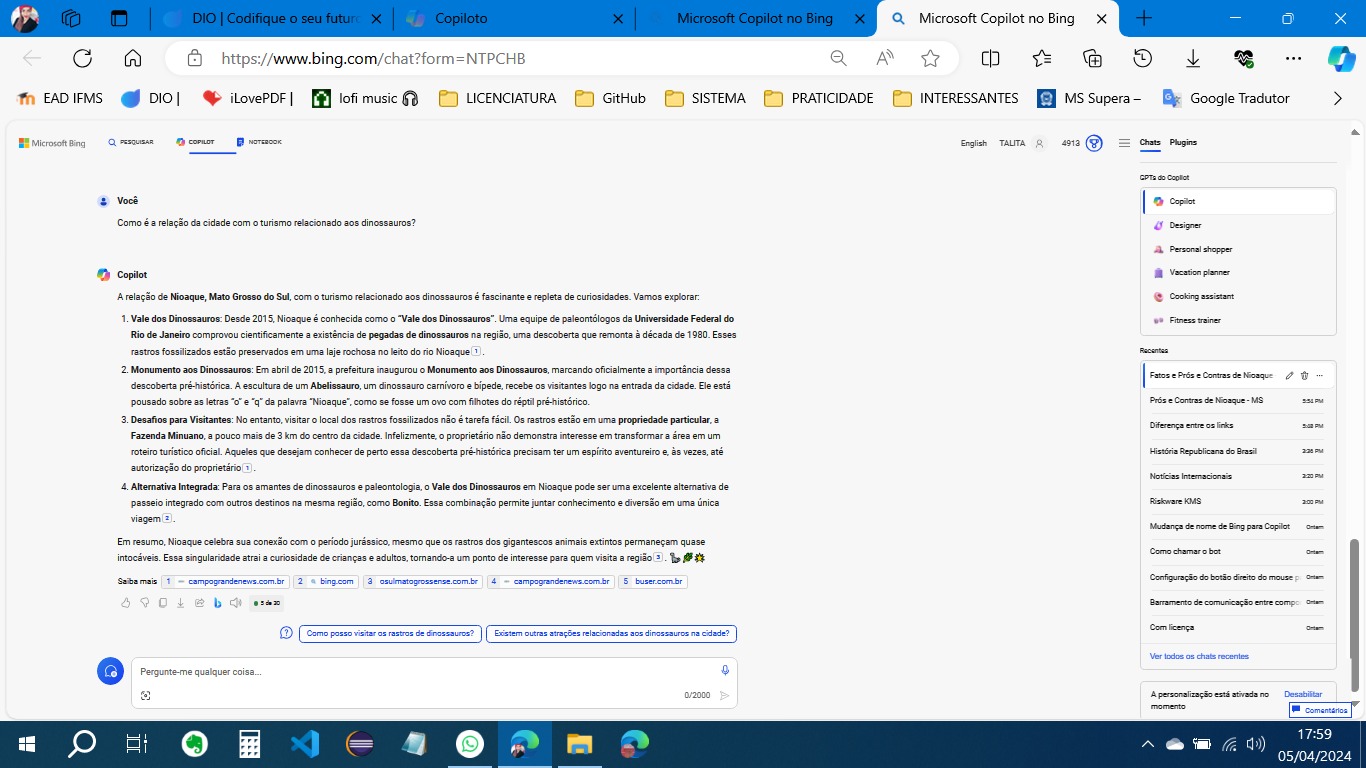 DIO | Codifique o seu futuro
Copiloto
Microsoft Copilot no Bing
Microsoft Copilot no Bing
https://www.bing.com/chat?form=NTPCHB
EAD IFMS
DIO |
iLovePDF |
lofi music
LICENCIATURA
GitHub
SISTEMA
PRATICIDADE
INTERESSANTES
MS Supera –
Google Tradutor
Microsoft Bing
PESQUISAR
COPILOT
NOTEBOOK
English
TALITA
4913
Chats
Plugins
Você
Como é a relação da cidade com o turismo relacionado aos dinossauros?
Copilot
A relação de Nioaque, Mato Grosso do Sul, com o turismo relacionado aos dinossauros é fascinante e repleta de curiosidades. Vamos explorar:
1. Vale dos Dinossauros: Desde 2015, Nioaque é conhecida como o “Vale dos Dinossauros”. Uma equipe de paleontólogos da Universidade Federal do
Rio de Janeiro comprovou cientificamente a existência de pegadas de dinossauros na região, uma descoberta que remonta à década de 1980. Esses
rastros fossilizados estão preservados em uma laje rochosa no leito do rio Nioaque 1 .
2. Monumento aos Dinossauros: Em abril de 2015, a prefeitura inaugurou o Monumento aos Dinossauros, marcando oficialmente a importância dessa
descoberta pré-histórica. A escultura de um Abelissauro, um dinossauro carnívoro e bípede, recebe os visitantes logo na entrada da cidade. Ele está
pousado sobre as letras “o” e “q” da palavra “Nioaque”, como se fosse um ovo com filhotes do réptil pré-histórico.
3. Desafios para Visitantes: No entanto, visitar o local dos rastros fossilizados não é tarefa fácil. Os rastros estão em uma propriedade particular, a
Fazenda Minuano, a pouco mais de 3 km do centro da cidade. Infelizmente, o proprietário não demonstra interesse em transformar a área em um
roteiro turístico oficial. Aqueles que desejam conhecer de perto essa descoberta pré-histórica precisam ter um espírito aventureiro e, às vezes, até
autorização do proprietário 1 .
4. Alternativa Integrada: Para os amantes de dinossauros e paleontologia, o Vale dos Dinossauros em Nioaque pode ser uma excelente alternativa de
passeio integrado com outros destinos na mesma região, como Bonito. Essa combinação permite juntar conhecimento e diversão em uma única
viagem 2 .
Em resumo, Nioaque celebra sua conexão com o período jurássico, mesmo que os rastros dos gigantescos animais extintos permaneçam quase
intocáveis. Essa singularidade atrai a curiosidade de crianças e adultos, tornando-a um ponto de interesse para quem visita a região 3 . 🦕🌿🌟
Saiba mais 1 campograndenews.com.br 2 bing.com 3 osulmatogrossense.com.br 4 campograndenews.com.br 5 buser.com.br
5 de 30
Como posso visitar os rastros de dinossauros?
Existem outras atrações relacionadas aos dinossauros na cidade?
Pergunte-me qualquer coisa...
0/2000
GPTs do Copilot
Copilot
Designer
Personal shopper
Vacation planner
Cooking assistant
Fitness trainer
Recentes
Fatos e Prós e Contras de Nioaque
Prós e Contras de Nioaque - MS 5:51 PM
Diferença entre os links 5:48 PM
História Republicana do Brasil 3:36 PM
Notícias Internacionais 3:20 PM
Riskware KMS 3:00 PM
Mudança de nome de Bing para Copilot Ontem
Como chamar o bot Ontem
Configuração do botão direito do mouse p Ontem
Barramento de comunicação entre compo Ontem
Com licença Ontem
Ver todos os chats recentes
A personalização está ativada no
momento
Desabilitar
Comentários
17:59
05/04/2024